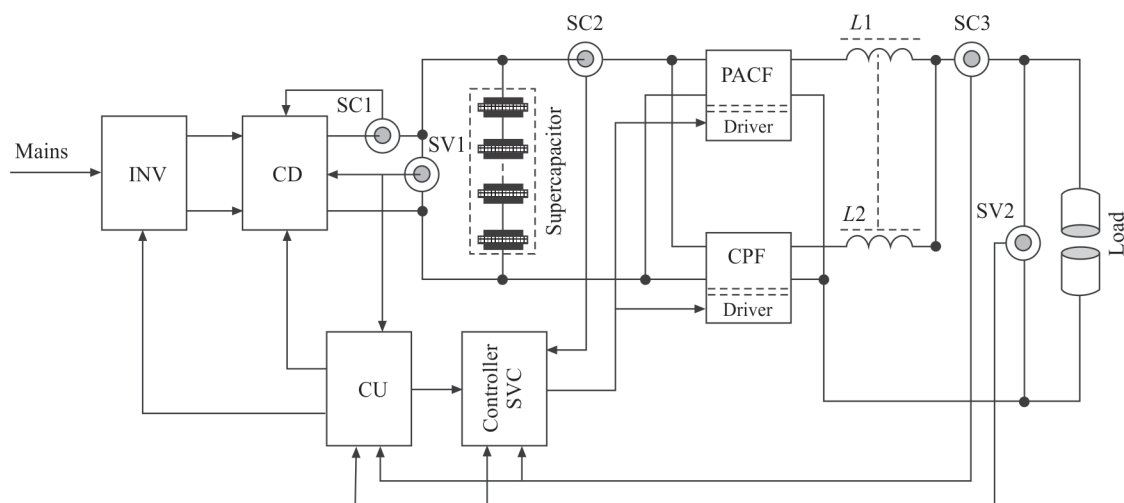 SC2
L1
SC3
PACF
Driver
SC1
SV1
Mains
INV
CD
Supercapacitor
L2
SV2
Load
CPF
Driver
CU
Controller
SVC